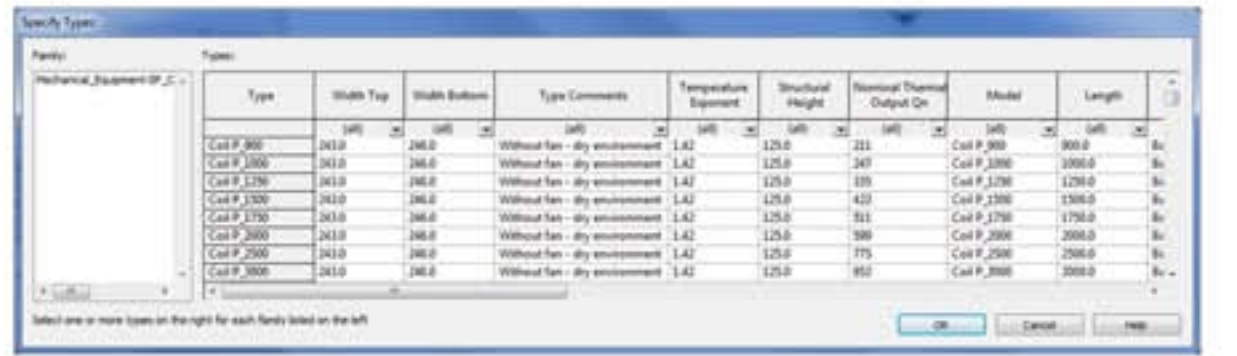 Specify Types
Family:
Types:
Mechanical_Equipment-BF_C
Type Width Top Width Bottom Type Comments Temperature Exponent Structural Height Nominal Thermal Output Qn Model Length
(all) (all) (all) (all) (all) (all) (all) (all)
Coil P_900 243.0 246.0 Without fan - dry environment 1.42 125.0 211 Coil P_900 900.0
Coil P_1000 243.0 246.0 Without fan - dry environment 1.42 125.0 247 Coil P_1000 1000.0
Coil P_1250 243.0 246.0 Without fan - dry environment 1.42 125.0 335 Coil P_1250 1250.0
Coil P_1500 243.0 246.0 Without fan - dry environment 1.42 125.0 423 Coil P_1500 1500.0
Coil P_1750 243.0 246.0 Without fan - dry environment 1.42 125.0 511 Coil P_1750 1750.0
Coil P_2000 243.0 246.0 Without fan - dry environment 1.42 125.0 599 Coil P_2000 2000.0
Coil P_2500 243.0 246.0 Without fan - dry environment 1.42 125.0 775 Coil P_2500 2500.0
Coil P_3000 243.0 246.0 Without fan - dry environment 1.42 125.0 952 Coil P_3000 3000.0
Select one or more types on the right for each family listed on the left
OK Cancel Help